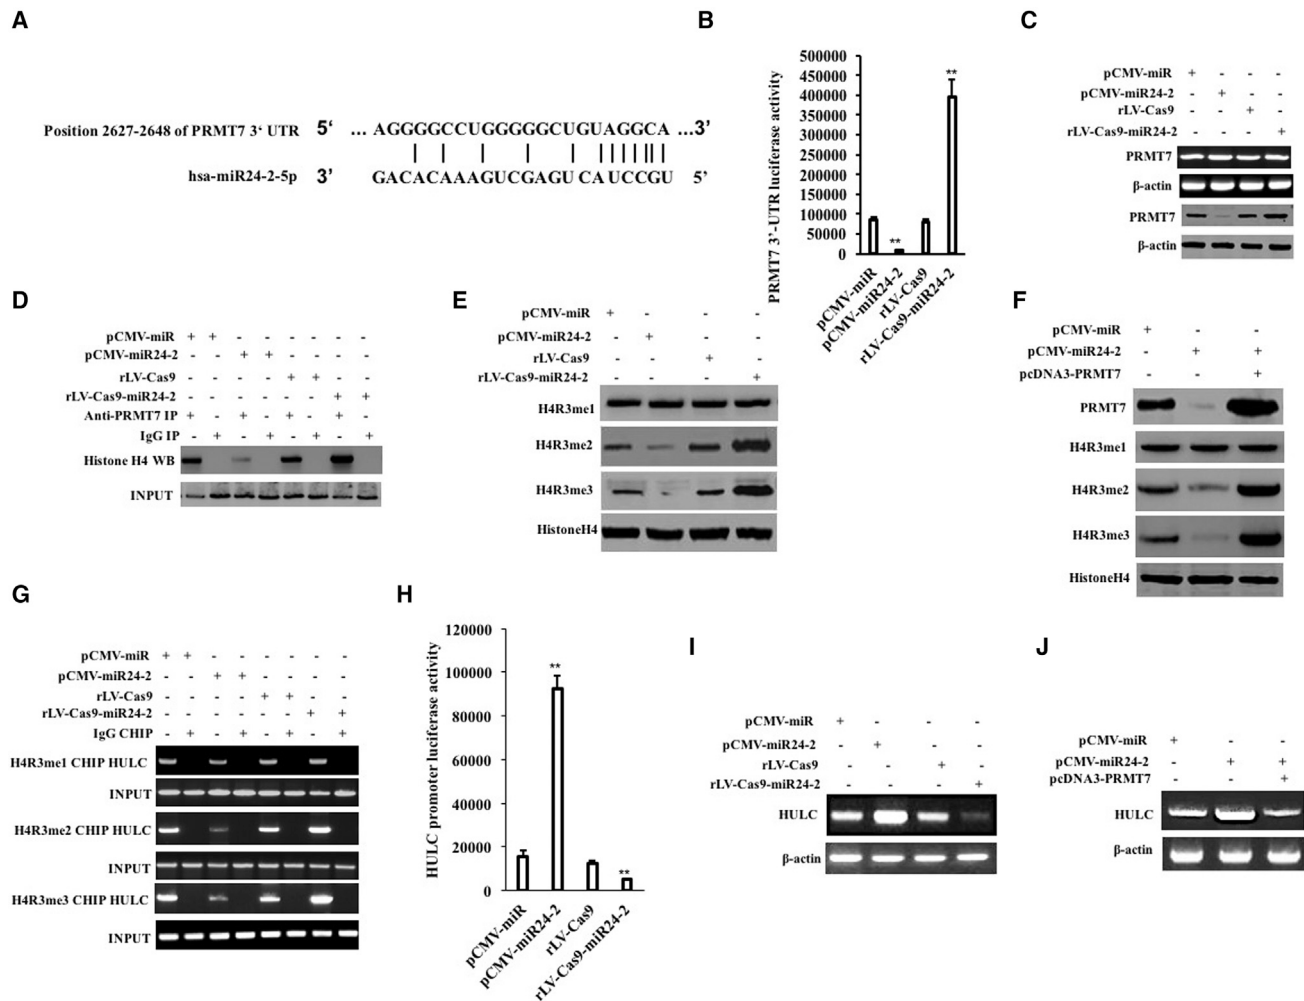 A
Position 2627-2648 of PRMT7 3‘ UTR 5‘ ... AGGGGCCUGGGGGCUGUAGGCA ...3’
hsa-miR24-2-5p 3’ GACACAAAGUCGAGUCAUCCGU 5’
B
PRMT7 3’-UTR luciferase activity
500000
450000
400000
350000
300000
250000
200000
150000
100000
50000
0
**
**
pCMV-miR
pCMV-miR24-2
rLV-Cas9
rLV-Cas9-miR24-2
C
pCMV-miR + - - -
pCMV-miR24-2 - + - -
rLV-Cas9 - - + -
rLV-Cas9-miR24-2 - - - +
PRMT7
β-actin
PRMT7
β-actin
D
pCMV-miR + + - - - - - -
pCMV-miR24-2 - - + + - - - -
rLV-Cas9 - - - - + + - -
rLV-Cas9-miR24-2 - - - - - - + +
Anti-PRMT7 IP + - + - + - + -
IgG IP - + - + - + - +
Histone H4 WB
INPUT
E
pCMV-miR + - - -
pCMV-miR24-2 - + - -
rLV-Cas9 - - + -
rLV-Cas9-miR24-2 - - - +
H4R3me1
H4R3me2
H4R3me3
HistoneH4
F
pCMV-miR + - -
pCMV-miR24-2 - + +
pcDNA3-PRMT7 - - +
PRMT7
H4R3me1
H4R3me2
H4R3me3
HistoneH4
G
pCMV-miR + + - - - - - -
pCMV-miR24-2 - - + + - - - -
rLV-Cas9 - - - - + + - -
rLV-Cas9-miR24-2 - - - - - - + +
IgG CHIP - + - + - + - +
H4R3me1 CHIP HULC
INPUT
H4R3me2 CHIP HULC
INPUT
H4R3me3 CHIP HULC
INPUT
H
HULC promoter luciferase activity
120000
100000
80000
60000
40000
20000
0
**
**
pCMV-miR
pCMV-miR24-2
rLV-Cas9
rLV-Cas9-miR24-2
I
pCMV-miR + - - -
pCMV-miR24-2 - + - -
rLV-Cas9 - - + -
rLV-Cas9-miR24-2 - - - +
HULC
β-actin
J
pCMV-miR + - -
pCMV-miR24-2 - + +
pcDNA3-PRMT7 - - +
HULC
β-actin